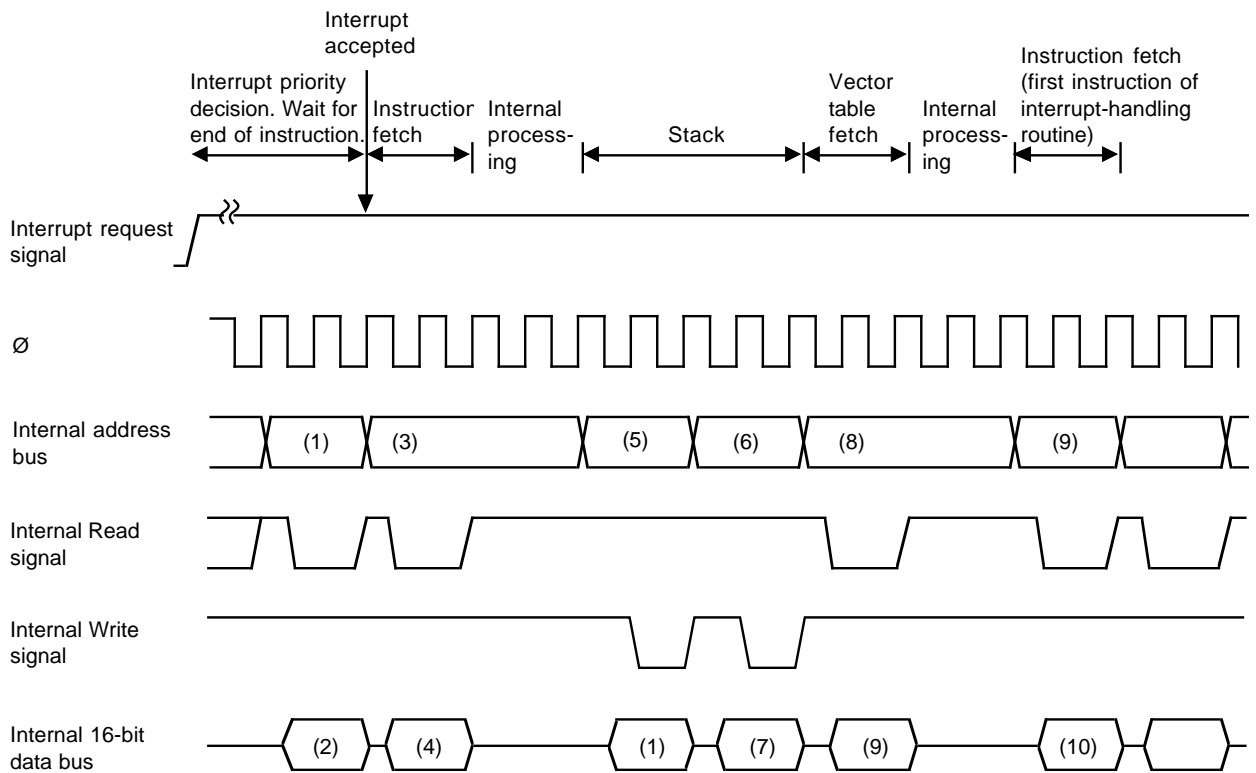 Interrupt
accepted
Interrupt priority
decision. Wait for
end of instruction.
Instruction
fetch
Internal
process-
ing
Stack
Vector
table
fetch
Internal
process-
ing
Instruction fetch
(first instruction of
interrupt-handling
routine)
Interrupt request
signal
Ø
Internal address
bus
(1) (3) (5) (6) (8) (9)
Internal Read
signal
Internal Write
signal
Internal 16-bit
data bus
(2) (4) (1) (7) (9) (10)